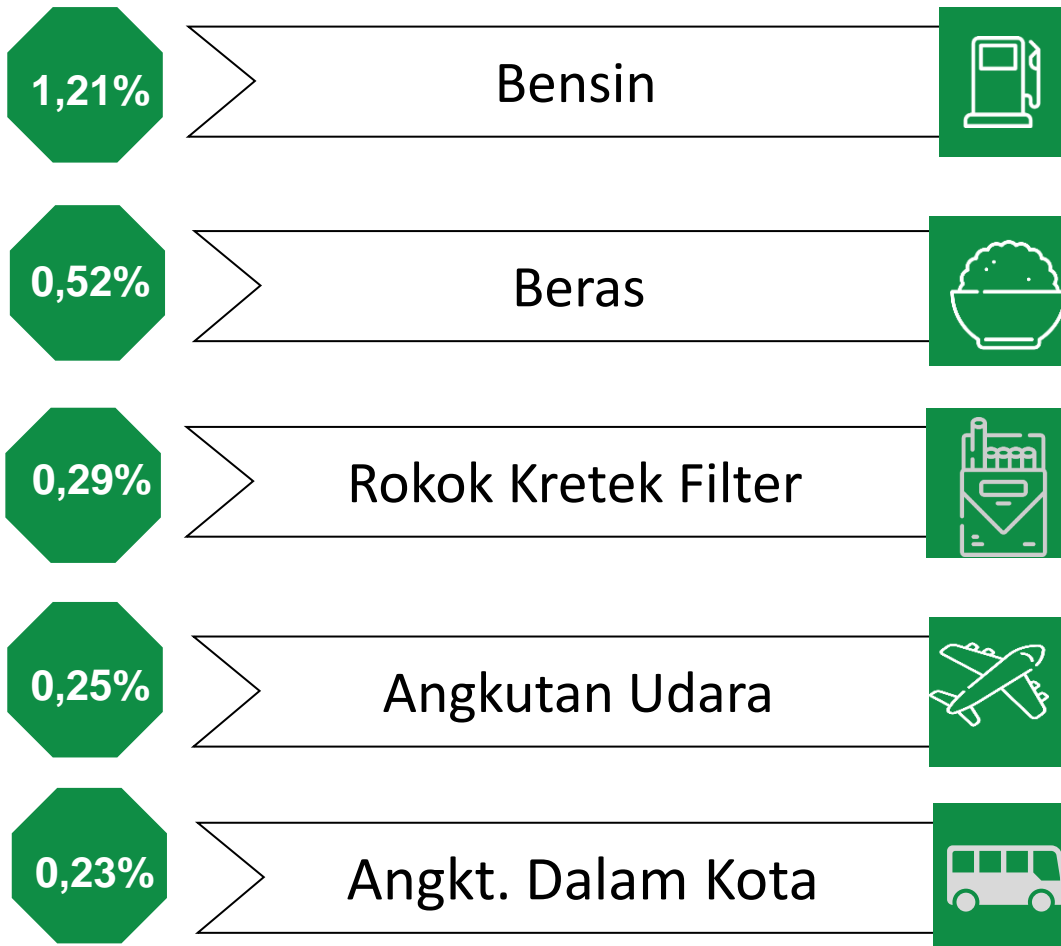 1,21%
Bensin
0,52%
Beras
0,29%
Rokok Kretek Filter
0,25%
Angkutan Udara
0,23%
Angkt. Dalam Kota